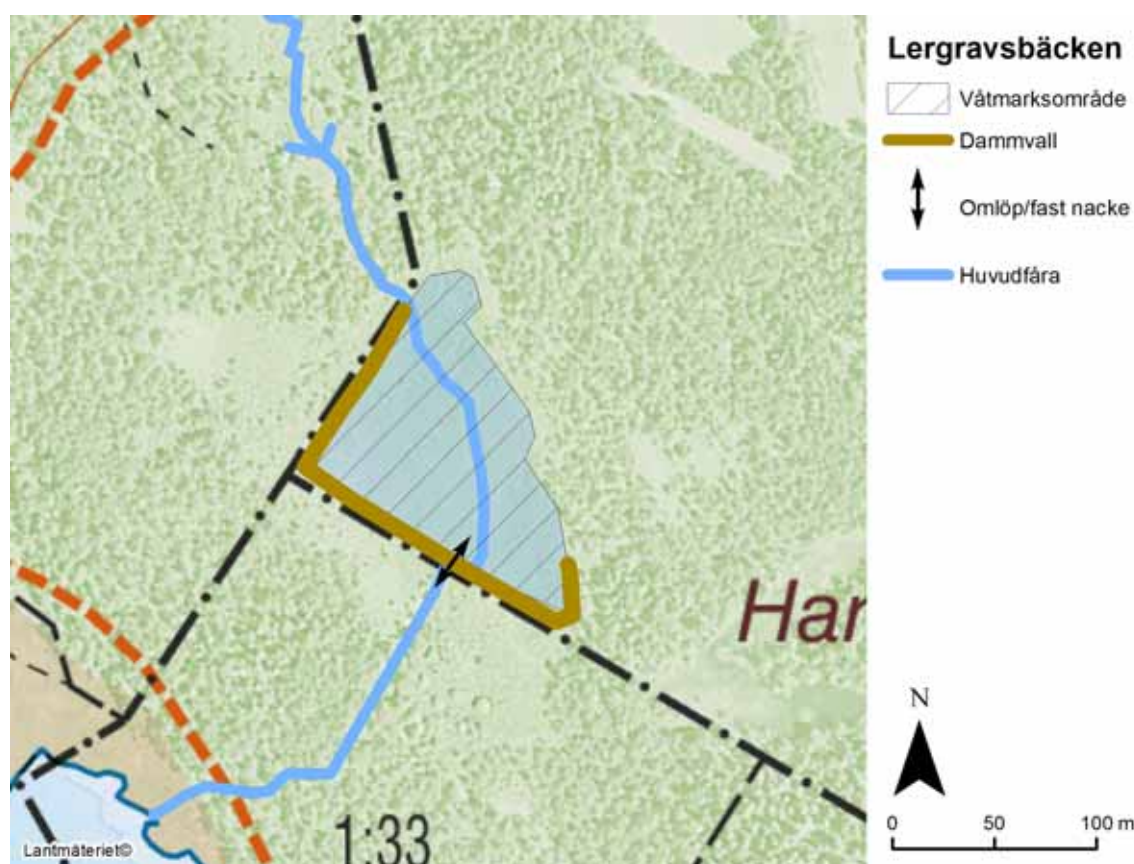 Lergravsbäcken
Våtmarksområde
Dammvall
Omlöp/fast nacke
Huvudfåra
Har
N
0 50 100 m
1:33
Lantmäteriet©